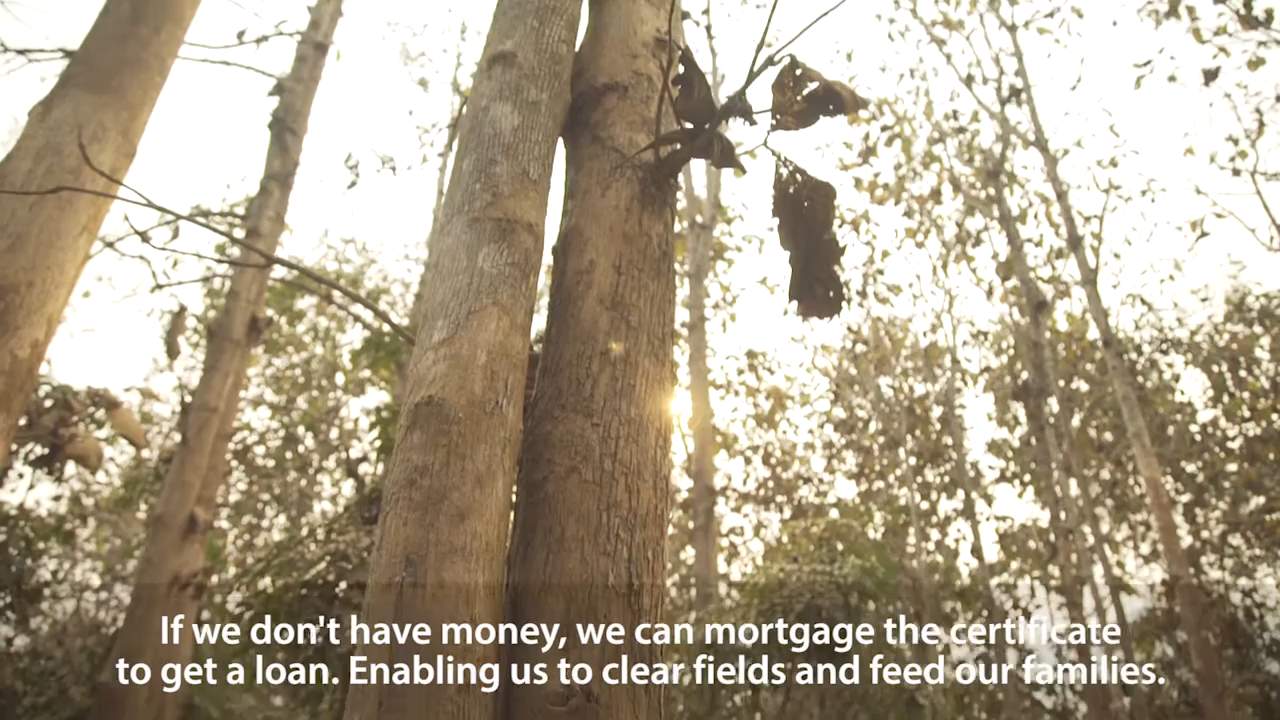 If we don't have money, we can mortgage the certificate
to get a loan. Enabling us to clear fields and feed our families.